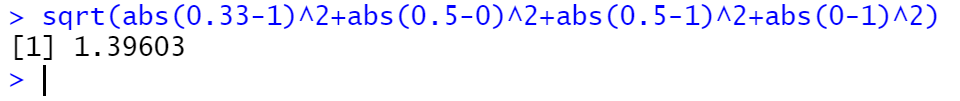 > sqrt(abs(0.33-1)^2+abs(0.5-0)^2+abs(0.5-1)^2+abs(0-1)^2)
[1] 1.39603
>